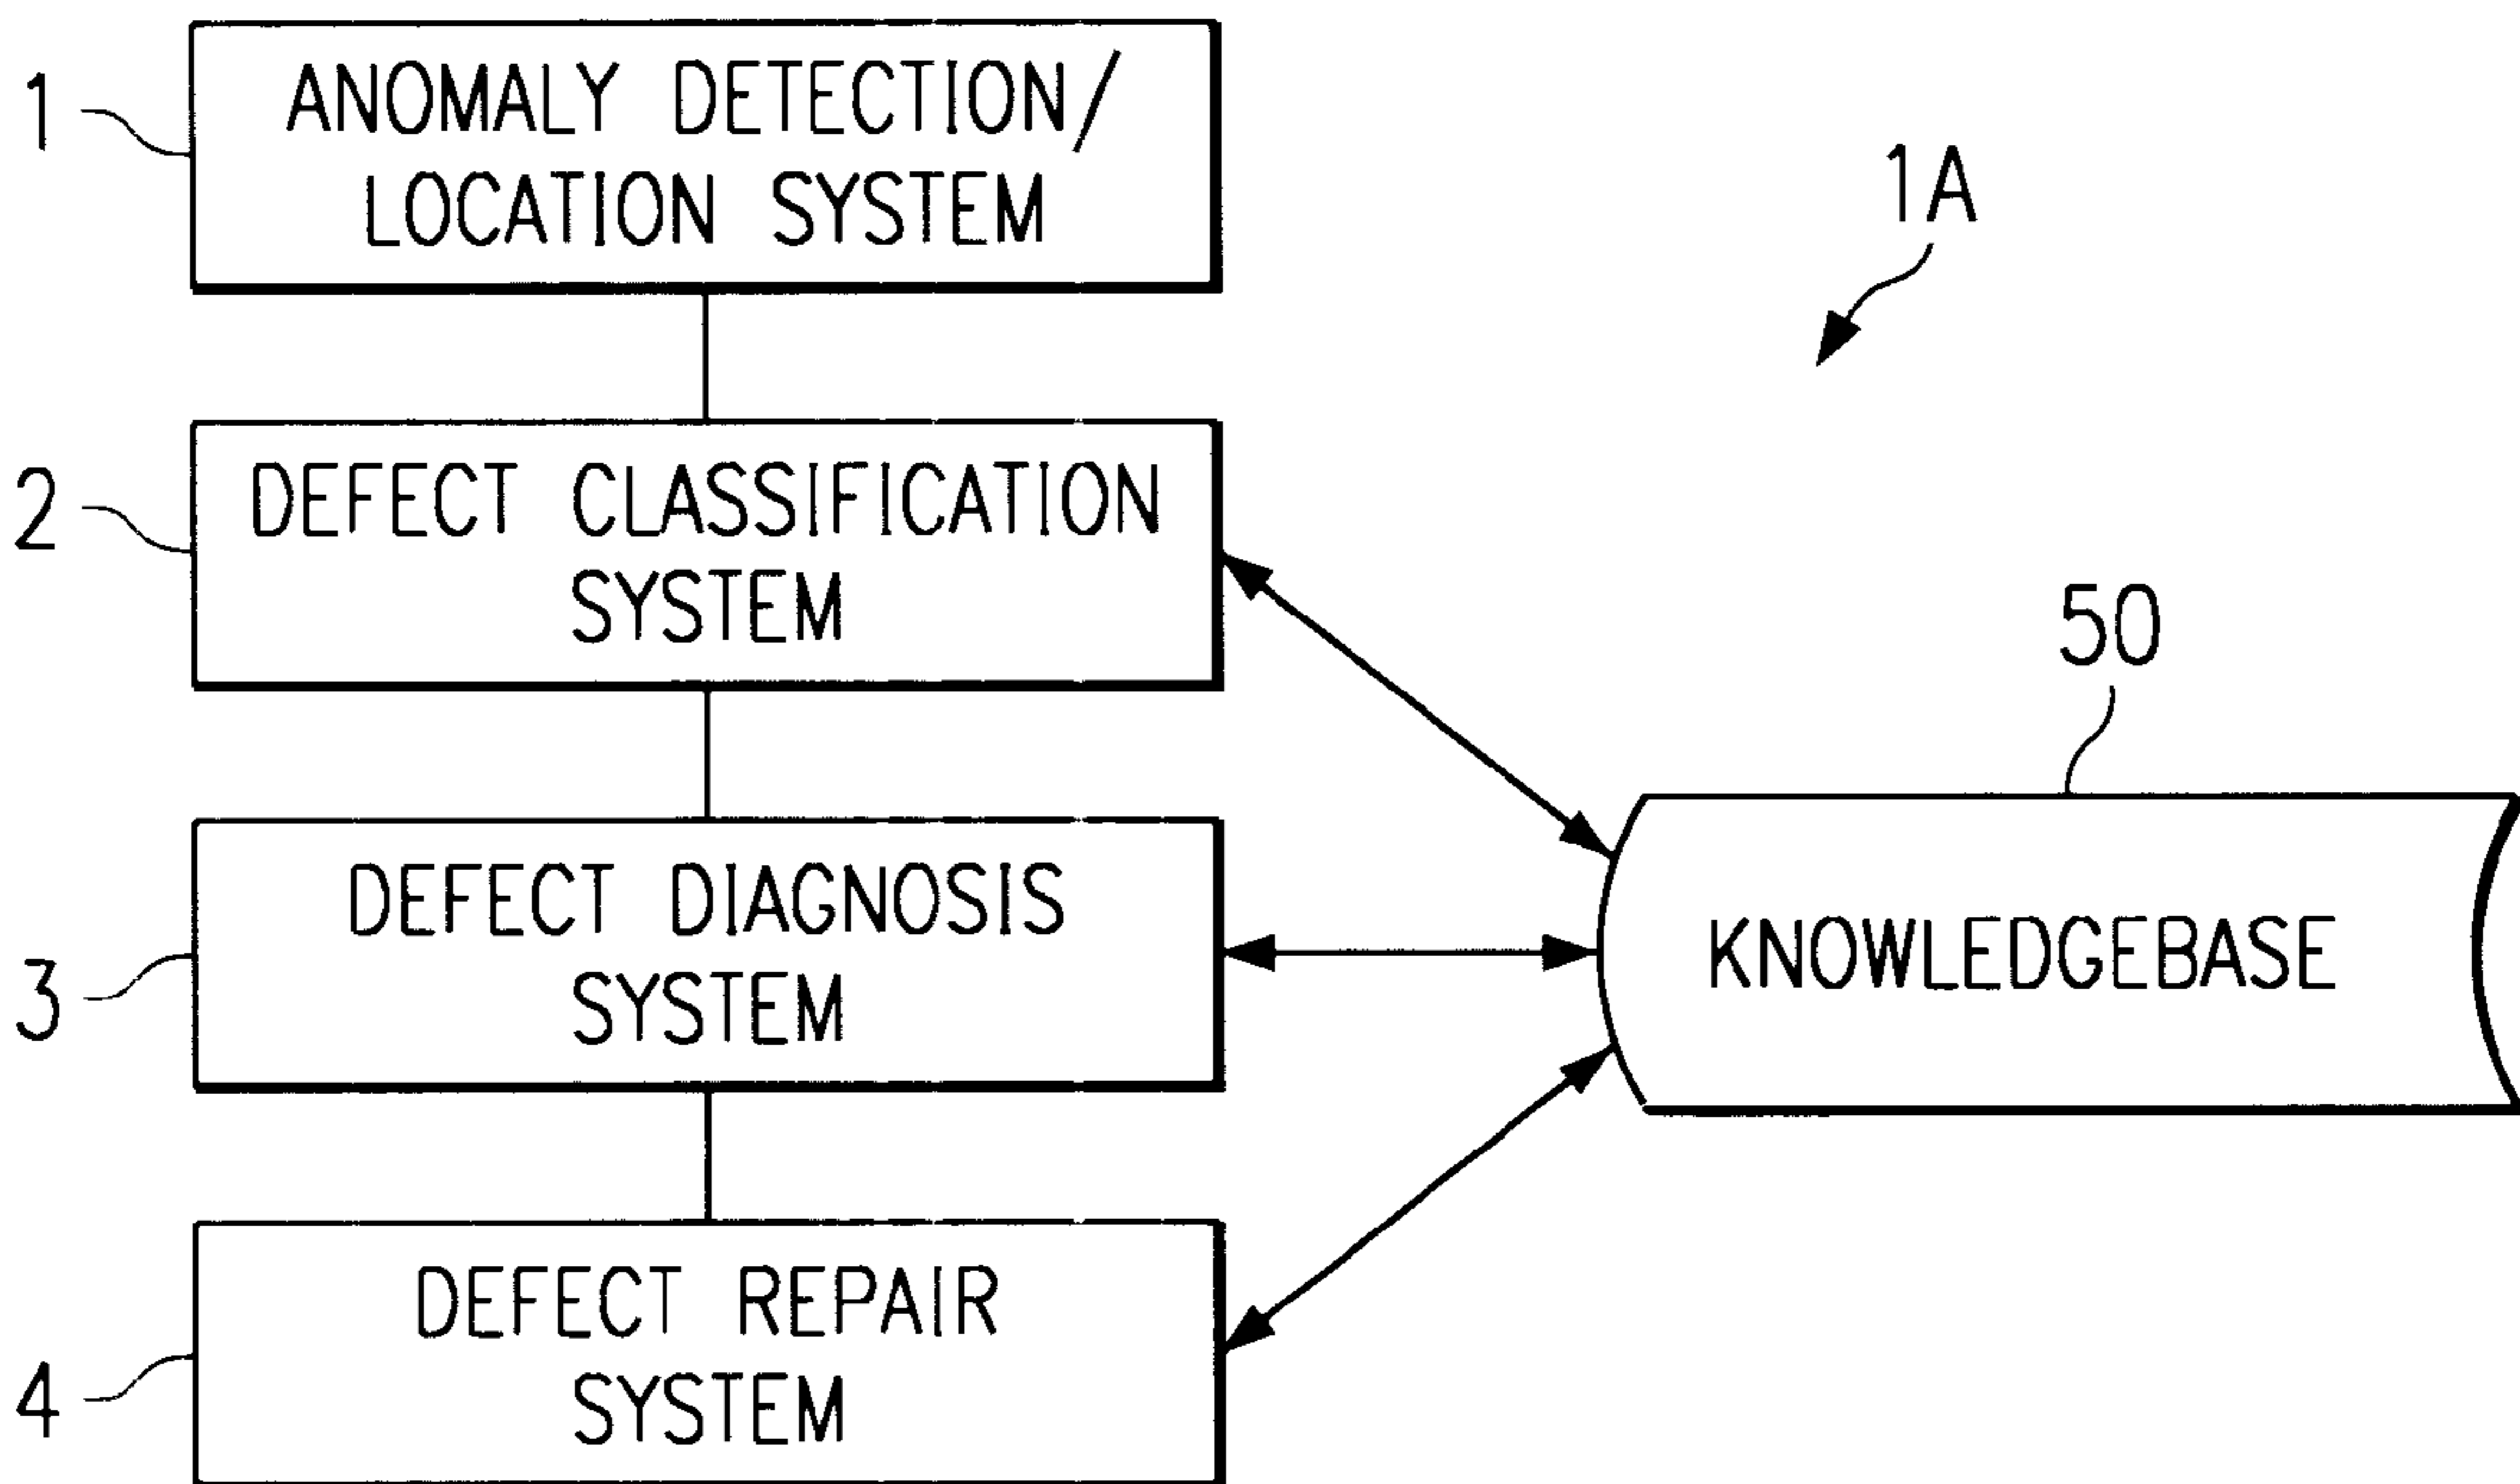 1
ANOMALY DETECTION/
LOCATION SYSTEM
1A
2
DEFECT CLASSIFICATION
SYSTEM
50
3
DEFECT DIAGNOSIS
SYSTEM
KNOWLEDGEBASE
4
DEFECT REPAIR
SYSTEM